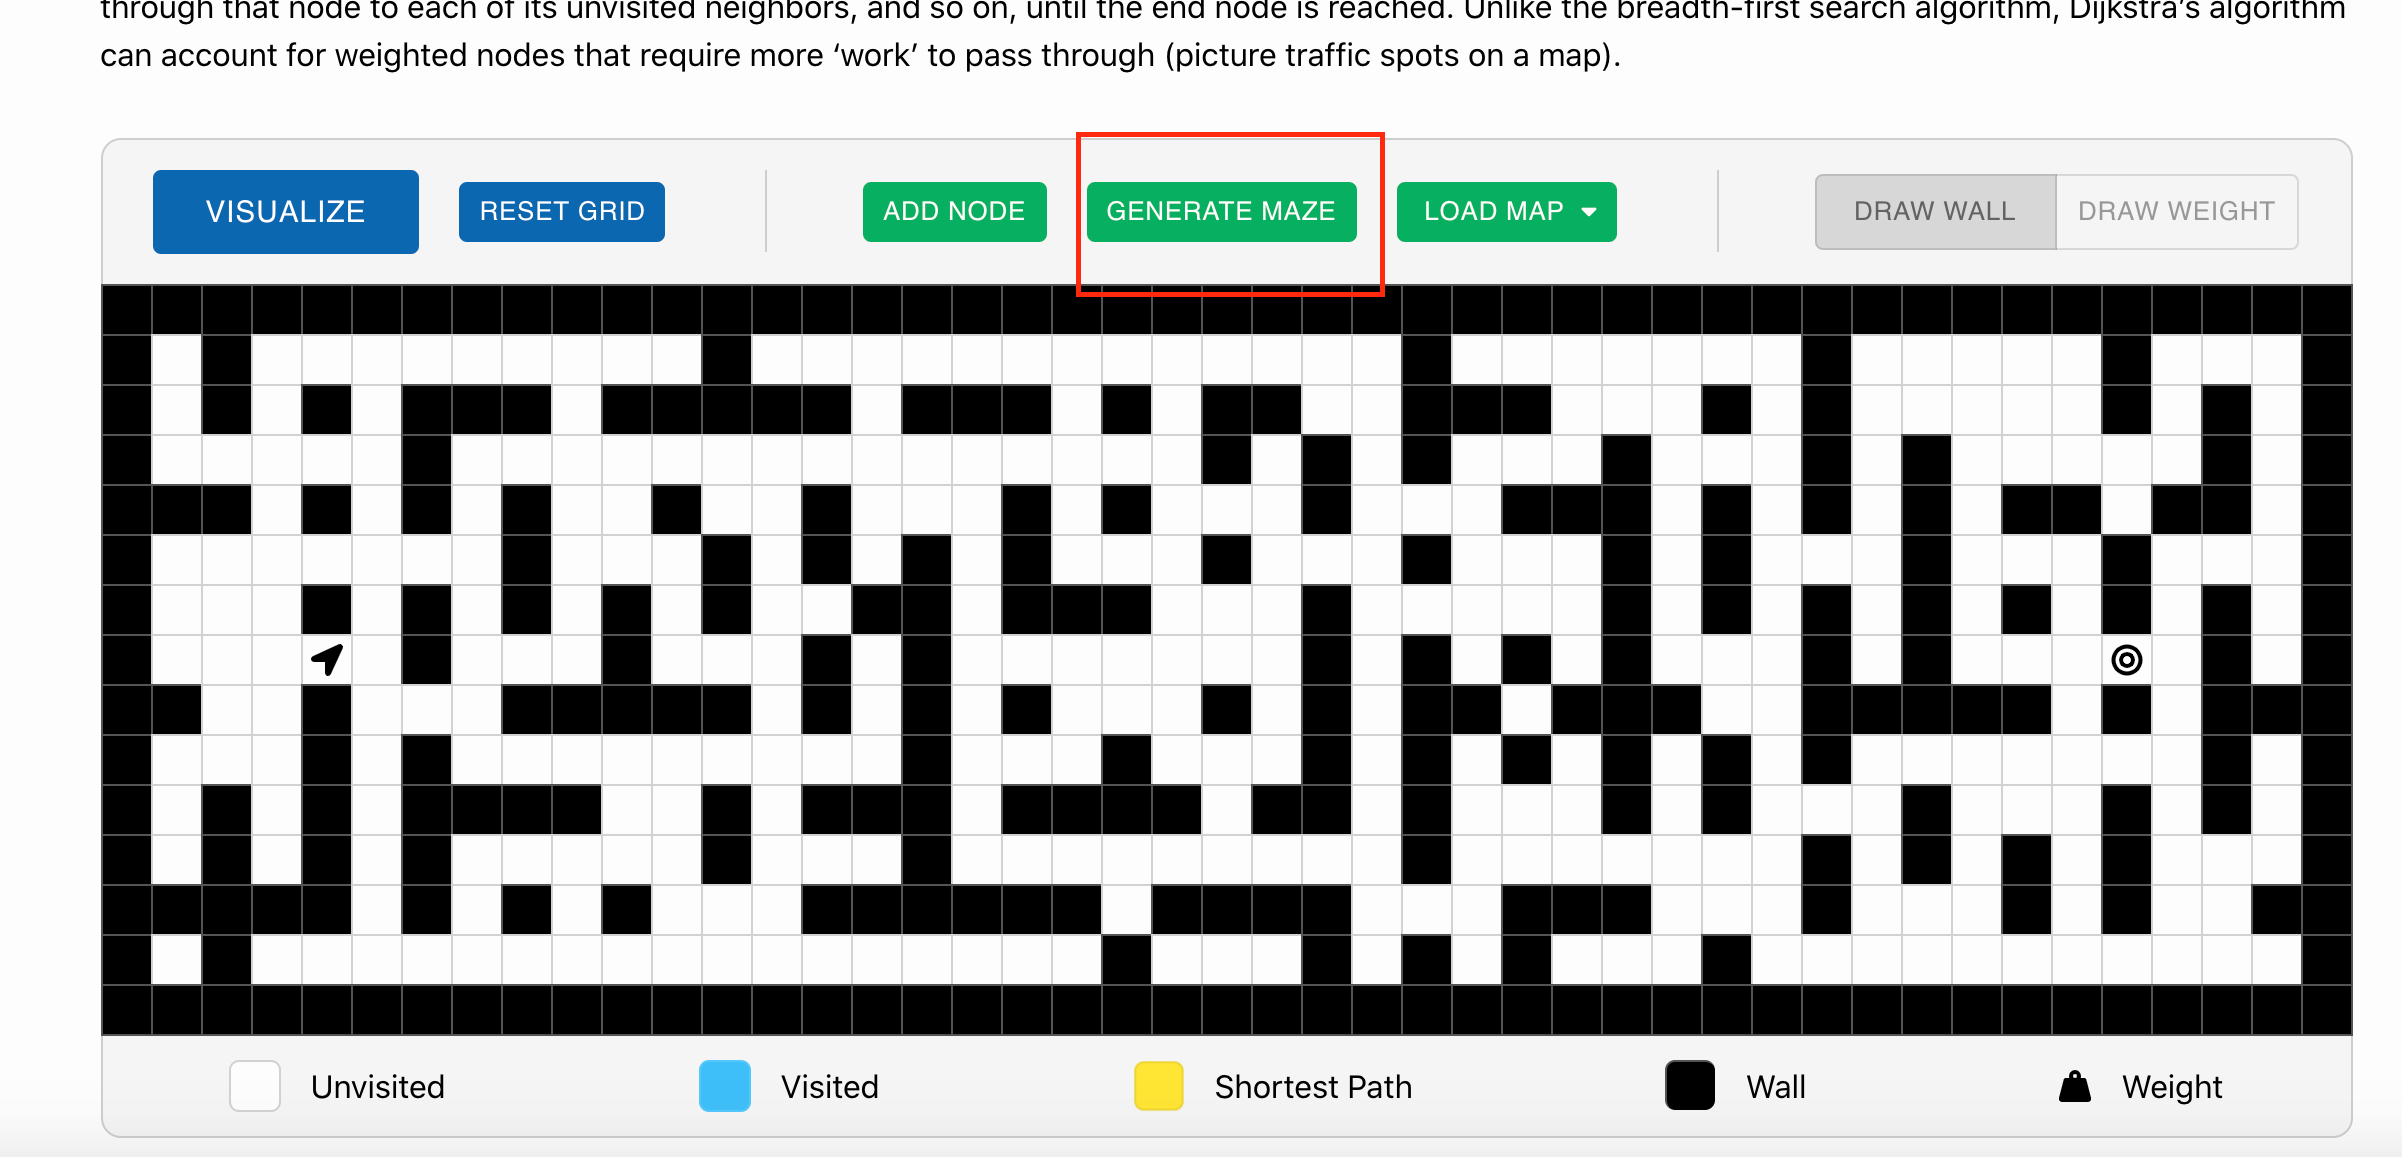 through that node to each of its unvisited neighbors, and so on, until the end node is reached. Unlike the breadth-first search algorithm, Dijkstra’s algorithm
can account for weighted nodes that require more ‘work’ to pass through (picture traffic spots on a map).
VISUALIZE RESET GRID ADD NODE GENERATE MAZE LOAD MAP DRAW WALL DRAW WEIGHT
Unvisited Visited Shortest Path Wall Weight